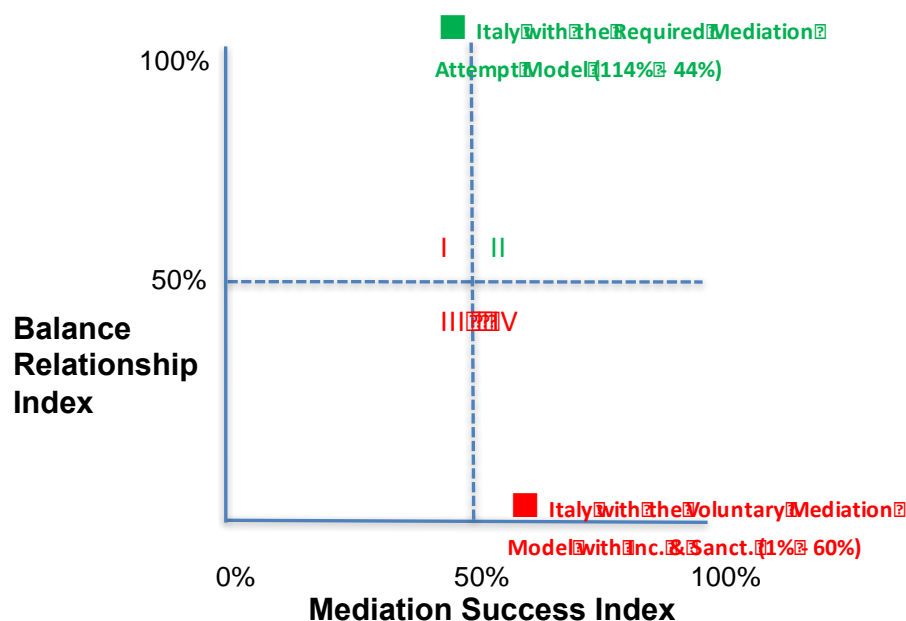 Italy with the Required Mediation
Attempt Model (114% - 44%)
100%
I II
50%
III IV
Balance
Relationship
Index
Italy with the Voluntary Mediation
Model with Inc. & Sanct. (1% - 60%)
0% 50% 100%
Mediation Success Index